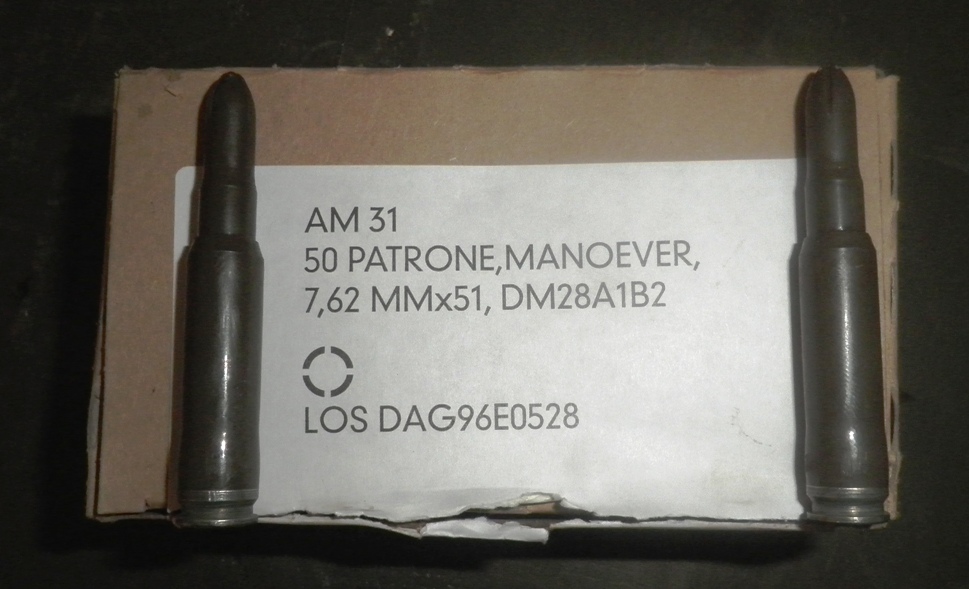 AM 31
50 PATRONE,MANOEVER,
7,62 MMx51, DM28A1B2
LOS DAG96E0528